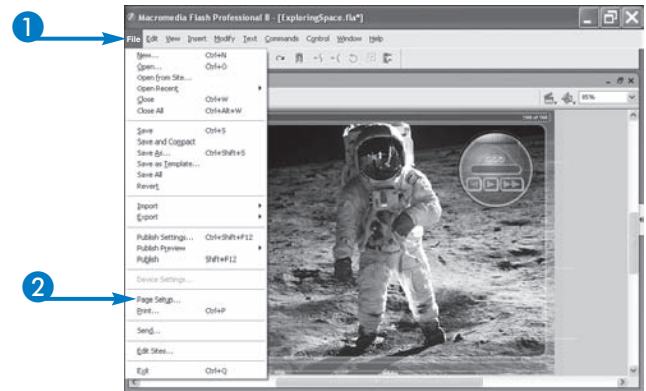 1
Macromedia Flash Professional 8 - [ExploringSpace.fla*]
File Edit View Insert Modify Text Commands Control Window Help
New... Ctrl+N
Open... Ctrl+O
Open from Site...
Open Recent
Close Ctrl+W
Close All Ctrl+Alt+W
85%
Save Ctrl+S
Save and Compact
Save As... Ctrl+Shift+S
Save as Template...
Save All
Revert
Import
Export
Publish Settings... Ctrl+Shift+F12
Publish Preview
Publish Shift+F12
Device Settings...
2
Page Setup...
Print... Ctrl+P
Send...
Edit Sites...
Exit Ctrl+Q